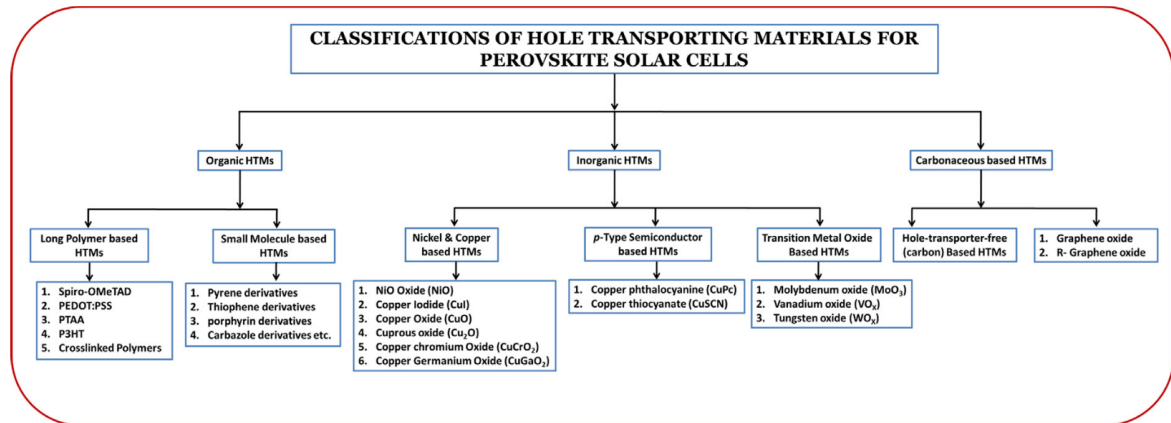 CLASSIFICATIONS OF HOLE TRANSPORTING MATERIALS FOR
PEROVSKITE SOLAR CELLS
Organic HTMs
Inorganic HTMs
Carbonaceous based HTMs
Long Polymer based
HTMs
Small Molecule based
HTMs
Nickel & Copper
based HTMs
p-Type Semiconductor
based HTMs
Transition Metal Oxide
Based HTMs
Hole-transporter-free
(carbon) Based HTMs
1. Graphene oxide
2. R- Graphene oxide
1. Spiro-OMeTAD
2. PEDOT:PSS
3. PTAA
4. P3HT
5. Crosslinked Polymers
1. Pyrene derivatives
2. Thiophene derivatives
3. porphyrin derivatives
4. Carbazole derivatives etc.
1. NiO Oxide (NiO)
2. Copper Iodide (CuI)
3. Copper Oxide (CuO)
4. Cuprous oxide (Cu₂O)
5. Copper chromium Oxide (CuCrO₂)
6. Copper Germanium Oxide (CuGaO₂)
1. Copper phthalocyanine (CuPc)
2. Copper thiocyanate (CuSCN)
1. Molybdenum oxide (MoO₃)
2. Vanadium oxide (VOₓ)
3. Tungsten oxide (WOₓ)